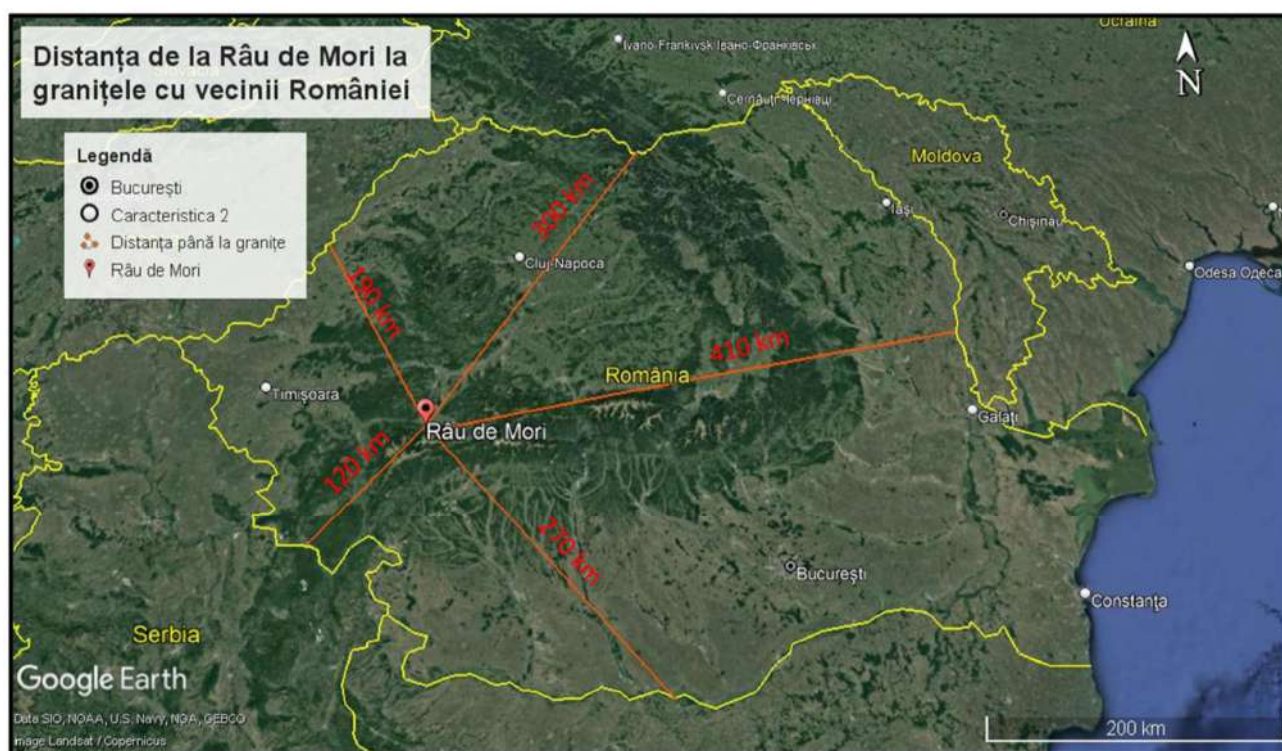 Distanța de la Râu de Mori la
granițele cu vecinii României
Legendă
București
Caracteristica 2
Distanța până la granițe
Râu de Mori
Ucraina
N
Ivano-Frankivsk Івано-Франківськ
Cernăuți Чернівці
Moldova
Iași
Chișinău
Odesa Одеса
300 km
Cluj-Napoca
190 km
410 km
România
Timișoara
Râu de Mori
Galați
120 km
270 km
București
Constanța
Serbia
Google Earth
Data SIO, NOAA, U.S. Navy, NGA, GEBCO
Image Landsat / Copernicus
200 km